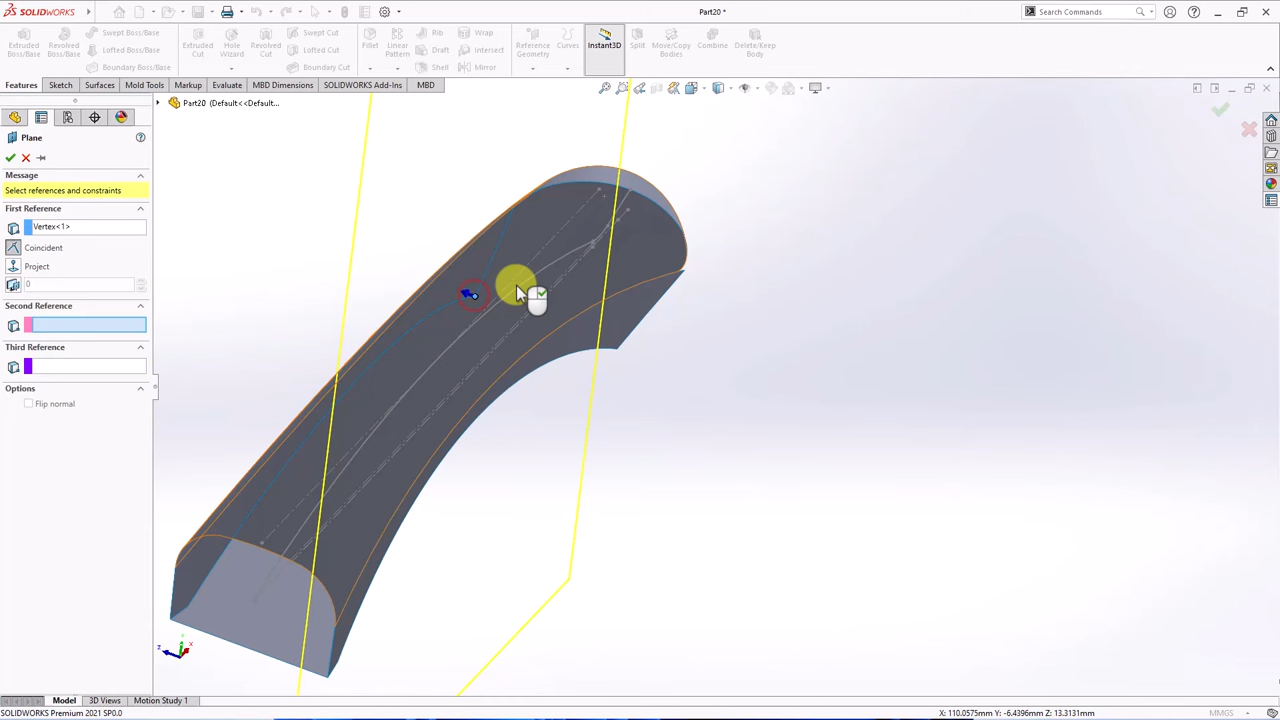 SOLIDWORKS
Part20 *
Search Commands
Extruded Boss/Base
Revolved Boss/Base
Swept Boss/Base
Lofted Boss/Base
Boundary Boss/Base
Extruded Cut
Hole Wizard
Revolved Cut
Swept Cut
Lofted Cut
Boundary Cut
Fillet
Linear Pattern
Rib
Draft
Shell
Wrap
Intersect
Mirror
Reference Geometry
Curves
Instant3D
Split
Move/Copy Bodies
Combine
Delete/Keep Body
Features
Sketch
Surfaces
Mold Tools
Markup
Evaluate
MBD Dimensions
SOLIDWORKS Add-Ins
MBD
Part20 (Default<<Default...
Plane
Message
Select references and constraints
First Reference
Vertex<1>
Coincident
Project
0
Second Reference
Third Reference
Options
Flip normal
Y
Z
X
Model
3D Views
Motion Study 1
SOLIDWORKS Premium 2021 SP0.0
X: 110.0575mm Y: -6.4396mm Z: 13.3131mm
MMGS